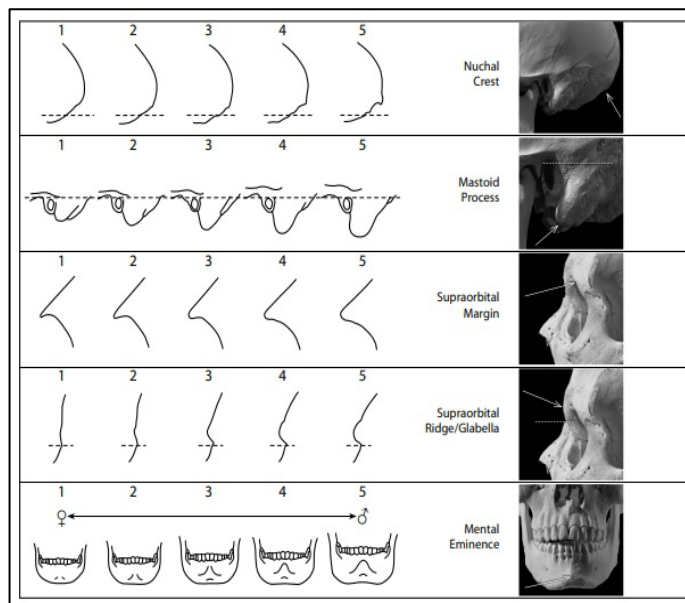 1 2 3 4 5
Nuchal
Crest
1 2 3 4 5
Mastoid
Process
1 2 3 4 5
Supraorbital
Margin
1 2 3 4 5
Supraorbital
Ridge/Glabella
1 2 3 4 5
♀ ♂
Mental
Eminence